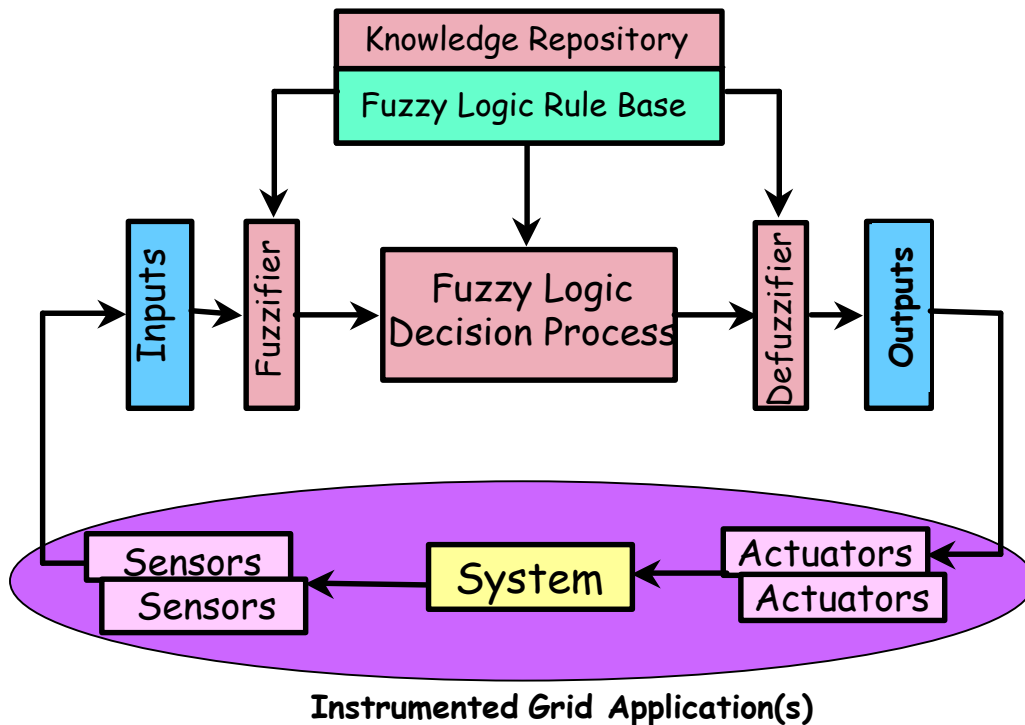 Knowledge Repository
Fuzzy Logic Rule Base
Inputs
Fuzzifier
Fuzzy Logic
Decision Process
Defuzzifier
Outputs
Sensors
Sensors
System
Actuators
Actuators
Instrumented Grid Application(s)